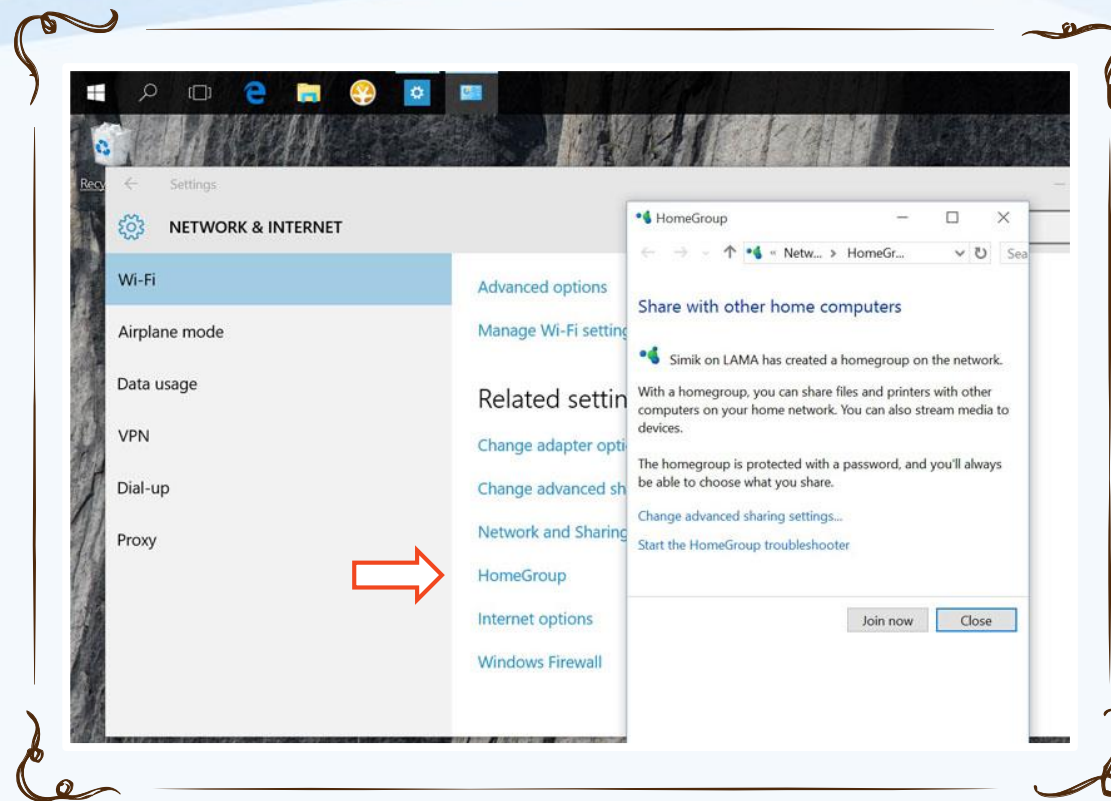 Recy
Settings
NETWORK & INTERNET
Wi-Fi
Airplane mode
Data usage
VPN
Dial-up
Proxy
Advanced options
Manage Wi-Fi setting
Related settin
Change adapter opti
Change advanced sh
Network and Sharing
HomeGroup
Internet options
Windows Firewall
HomeGroup
« Netw... > HomeGr...
Sea
Share with other home computers
Simik on LAMA has created a homegroup on the network.
With a homegroup, you can share files and printers with other
computers on your home network. You can also stream media to
devices.
The homegroup is protected with a password, and you'll always
be able to choose what you share.
Change advanced sharing settings...
Start the HomeGroup troubleshooter
Join now
Close